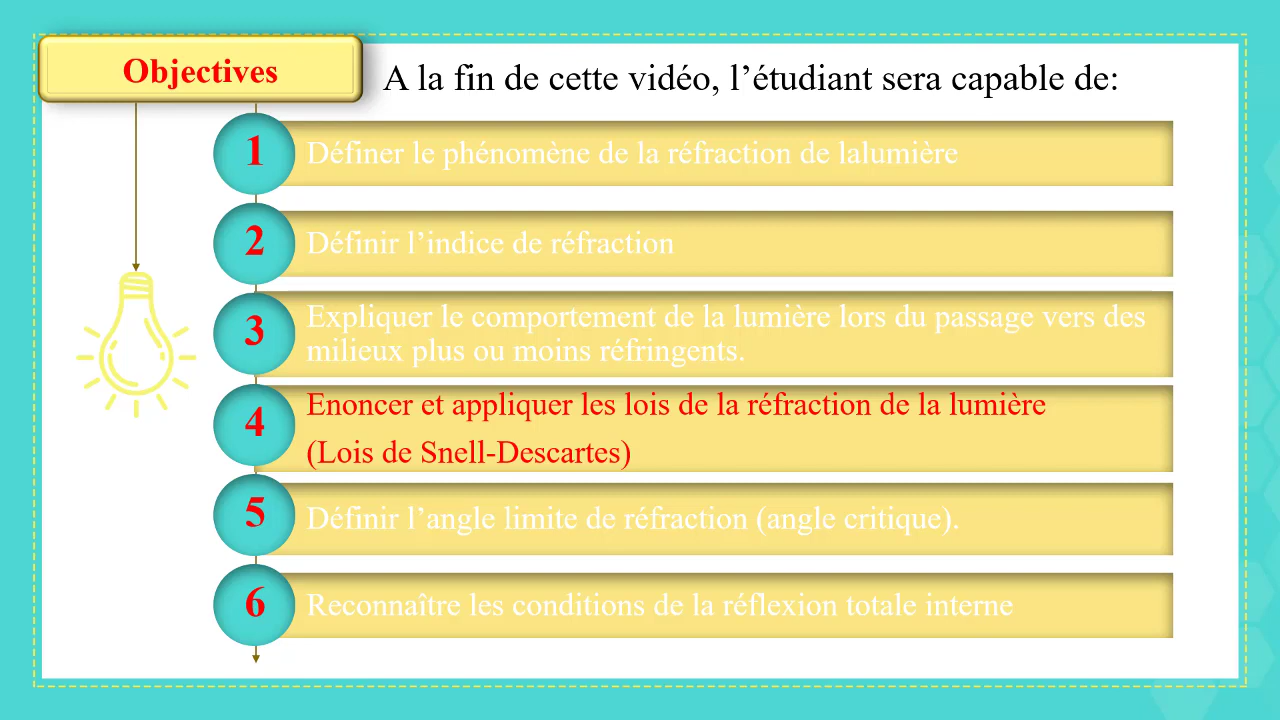 Objectives
A la fin de cette vidéo, l’étudiant sera capable de:
1
Définer le phénomène de la réfraction de lalumière
2
Définir l’indice de réfraction
3
Expliquer le comportement de la lumière lors du passage vers des
milieux plus ou moins réfringents.
4
Enoncer et appliquer les lois de la réfraction de la lumière
(Lois de Snell-Descartes)
5
Définir l’angle limite de réfraction (angle critique).
6
Reconnaître les conditions de la réflexion totale interne